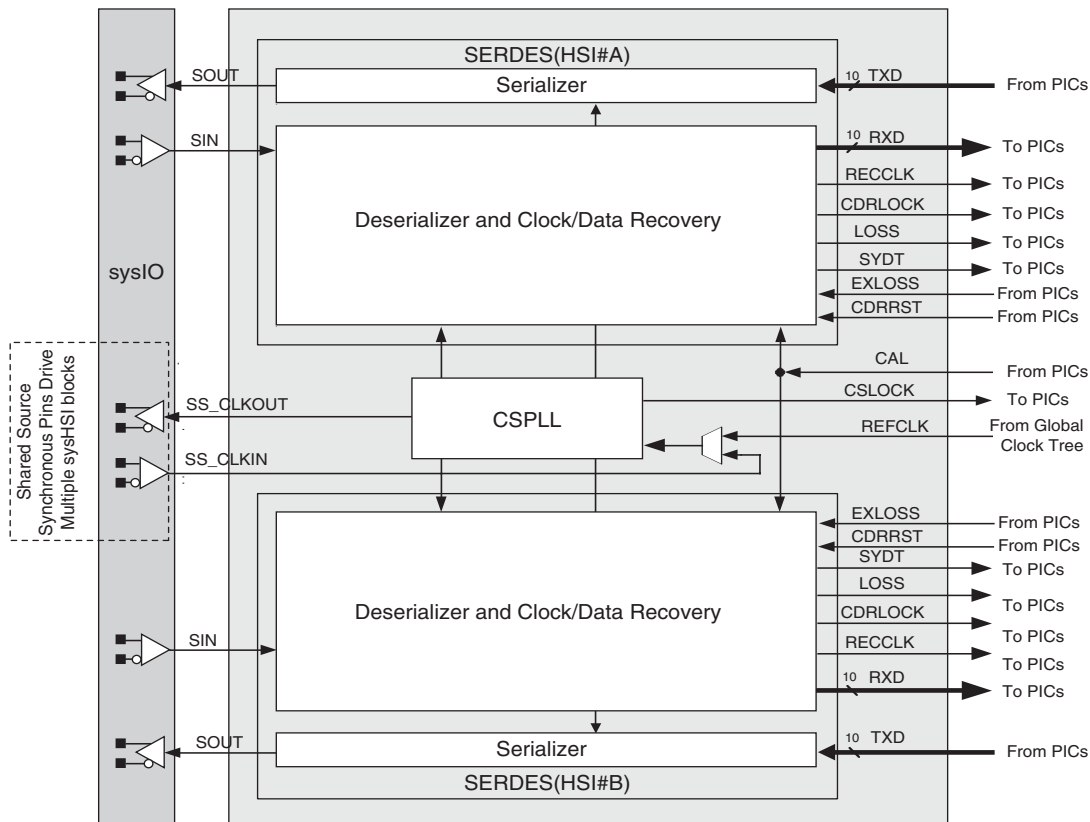 SERDES(HSI#A)
SOUT
Serializer
10 TXD
From PICs
SIN
10 RXD
To PICs
RECCLK
To PICs
Deserializer and Clock/Data Recovery
CDRLOCK
To PICs
LOSS
To PICs
sysIO
SYDT
To PICs
EXLOSS
From PICs
CDRRST
From PICs
Shared Source
Synchronous Pins Drive
Multiple sysHSI blocks
CAL
From PICs
SS_CLKOUT
CSPLL
CSLOCK
To PICs
REFCLK
From Global
Clock Tree
SS_CLKIN
EXLOSS
From PICs
CDRRST
From PICs
SYDT
To PICs
LOSS
To PICs
Deserializer and Clock/Data Recovery
CDRLOCK
To PICs
SIN
RECCLK
To PICs
10 RXD
To PICs
SOUT
Serializer
10 TXD
From PICs
SERDES(HSI#B)